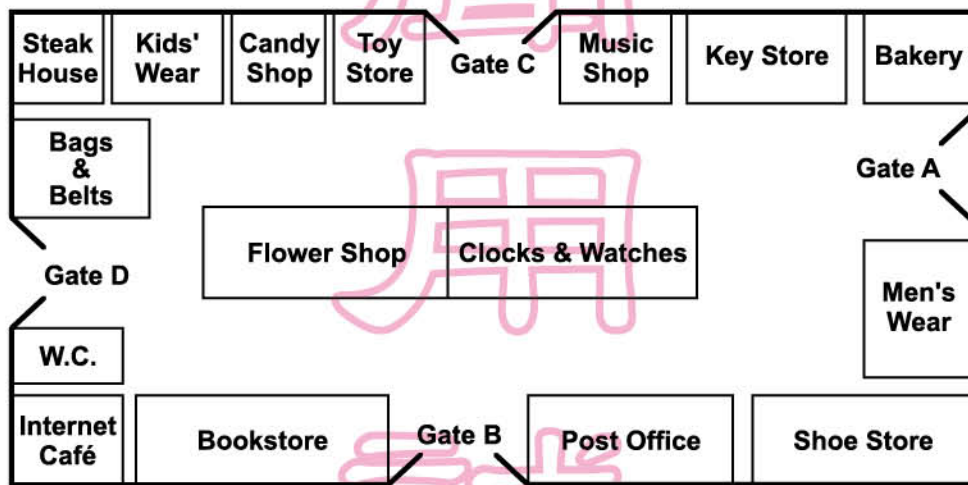 Steak
House
Kids'
Wear
Candy
Shop
Toy
Store
Gate C
Music
Shop
Key Store
Bakery
Bags
&
Belts
Gate A
Flower Shop
Clocks & Watches
Gate D
Men's
Wear
W.C.
Internet
Café
Bookstore
Gate B
Post Office
Shoe Store
用